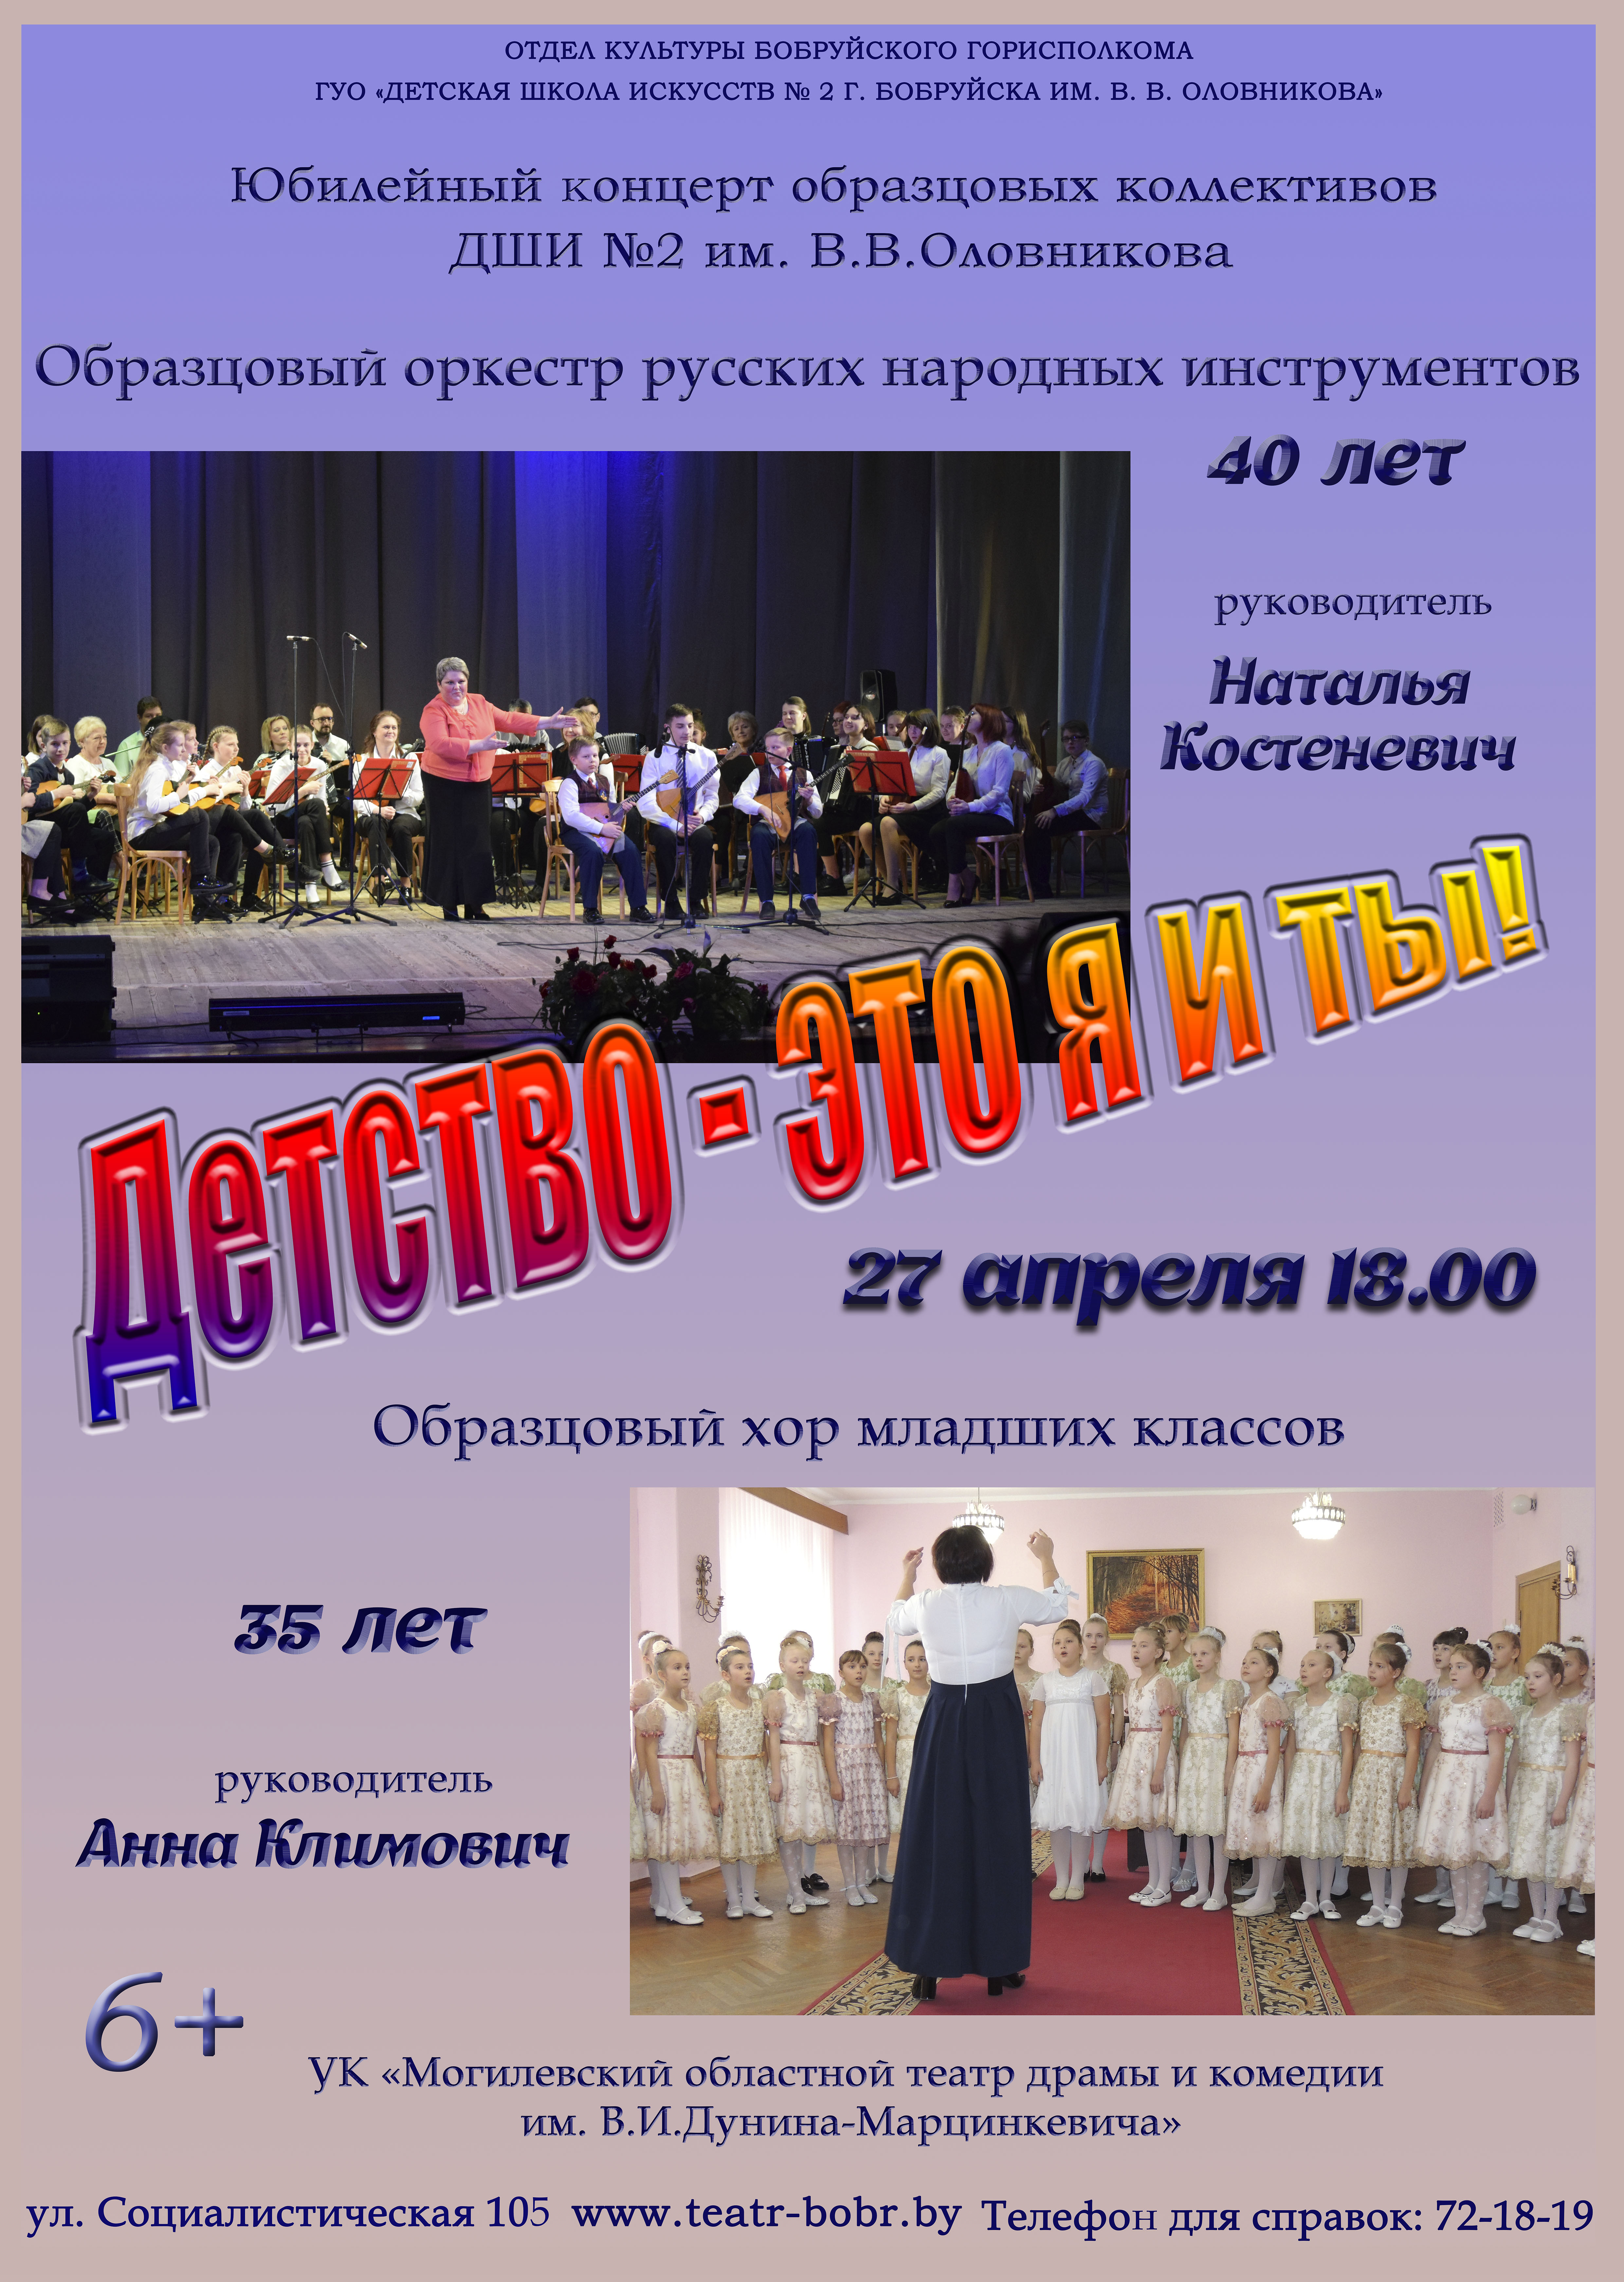 ОТДЕЛ КУЛЬТУРЫ БОБРУЙСКОГО ГОРИСПОЛКОМА
ГУО «ДЕТСКАЯ ШКОЛА ИСКУССТВ № 2 Г. БОБРУЙСКА ИМ. В. В. ОЛОВНИКОВА»
Юбилейный концерт образцовых коллективов
ДШИ №2 им. В.В.Оловникова
Образцовый оркестр русских народных инструментов
40 лет
руководитель
Наталья
Костеневич
Детство - это я и ты!
27 апреля 18.00
Образцовый хор младших классов
35 лет
руководитель
Анна Климович
6+
УК «Могилевский областной театр драмы и комедии
им. В.И.Дунина-Марцинкевича»
ул. Социалистическая 105 www.teatr-bobr.by Телефон для справок: 72-18-19